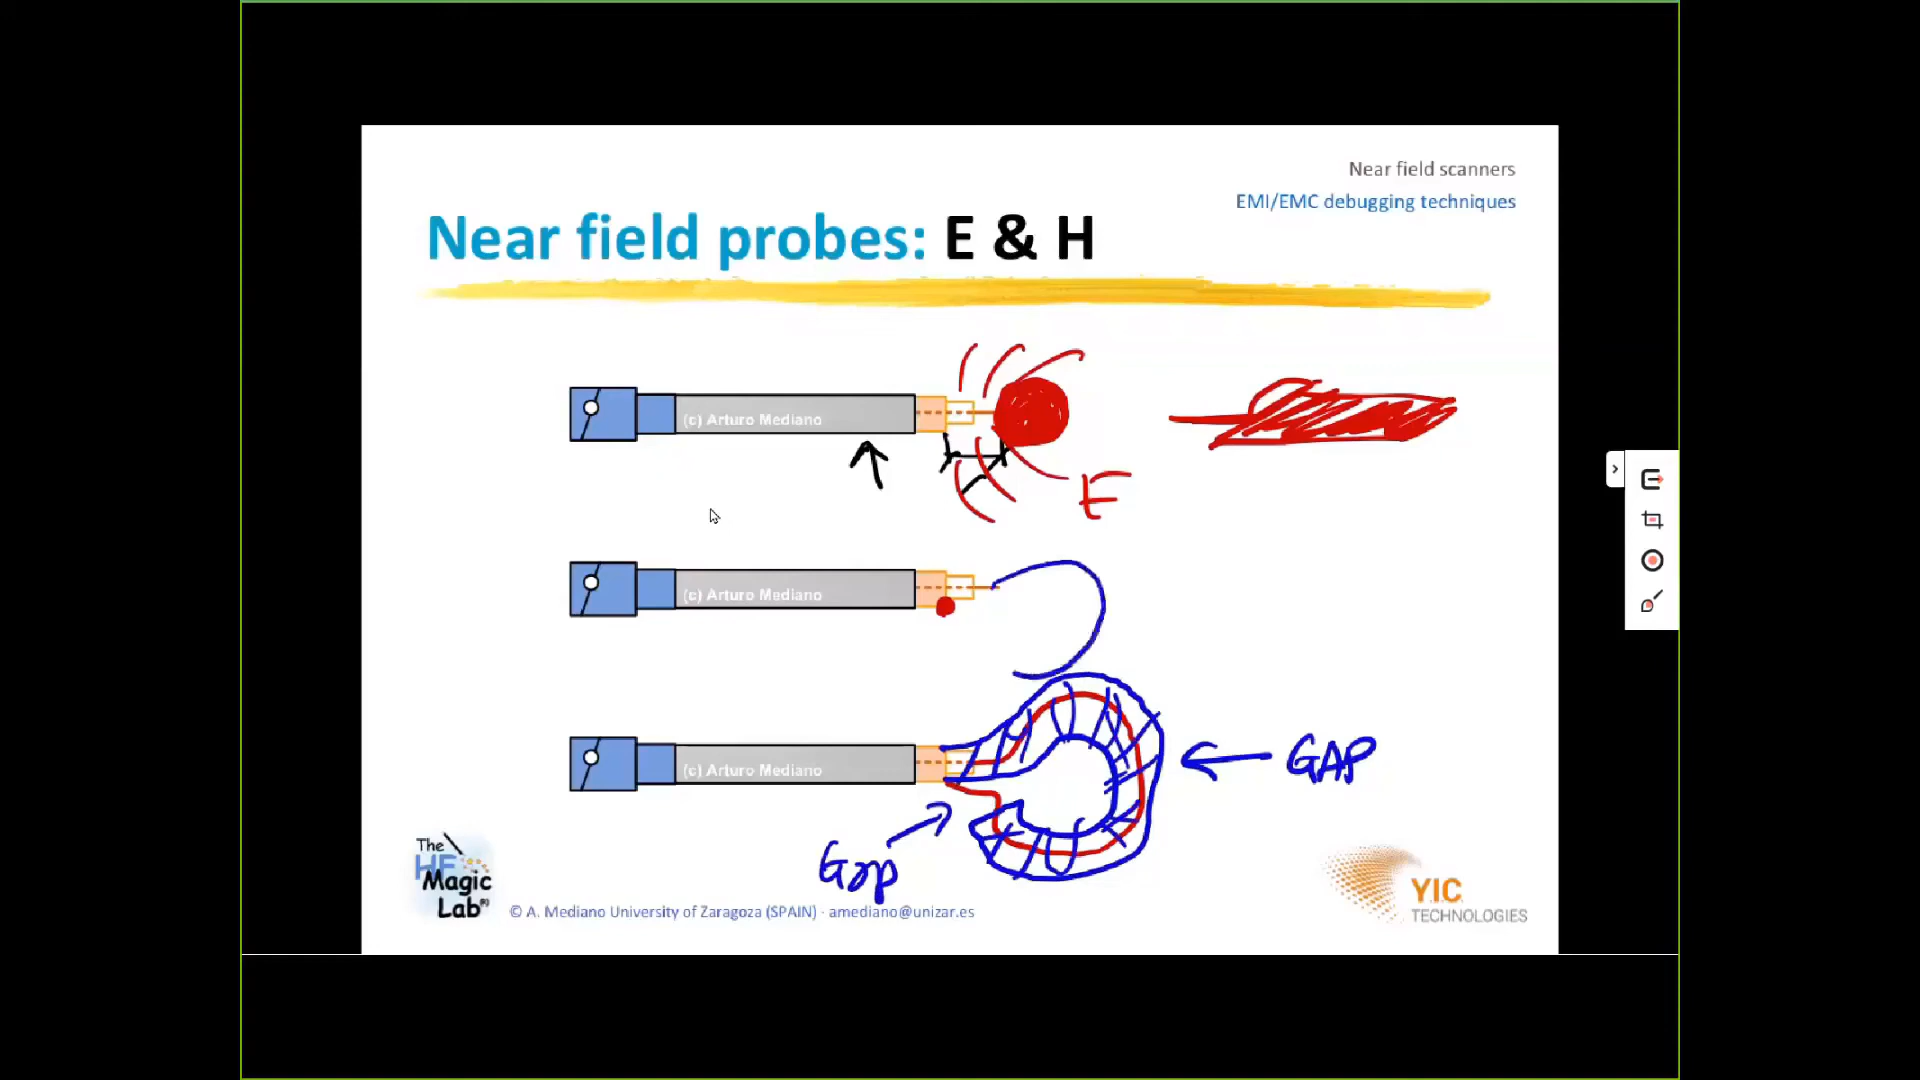 Near field scanners
EMI/EMC debugging techniques
Near field probes: E & H
(c) Arturo Mediano
E
(c) Arturo Mediano
(c) Arturo Mediano
GAP
Gap
The
HF
Magic
Lab
© A. Mediano University of Zaragoza (SPAIN) · amediano@unizar.es
YIC
TECHNOLOGIES